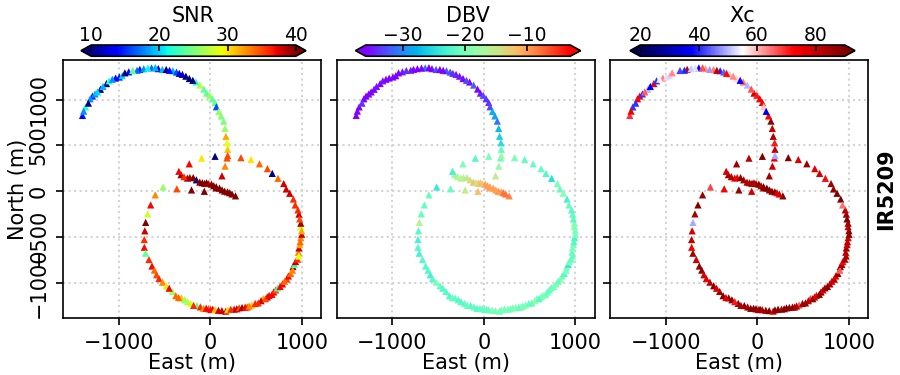 SNR DBV Xc
10 20 30 40 −30 −20 −10 20 40 60 80
North (m)
1000
500
0
−500
−1000
IR5209
−1000 0 1000 −1000 0 1000 −1000 0 1000
East (m) East (m) East (m)